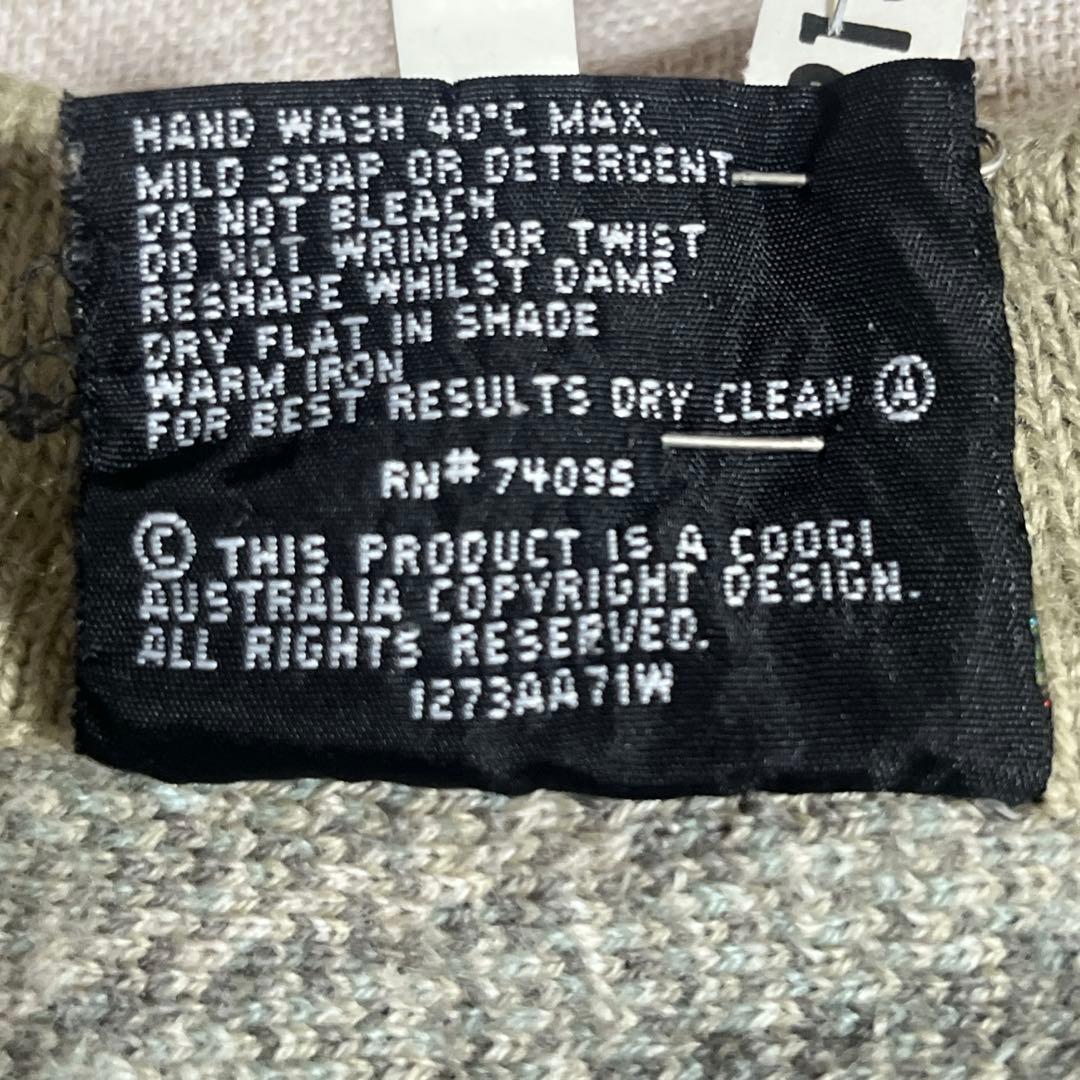 HAND WASH 40°C MAX.
MILD SOAP OR DETERGENT
DO NOT BLEACH
DO NOT WRING OR TWIST
RESHAPE WHILST DAMP
DRY FLAT IN SHADE
WARM IRON
FOR BEST RESULTS DRY CLEAN Ⓐ
RN# 74095
© THIS PRODUCT IS A COOGI
AUSTRALIA COPYRIGHT DESIGN.
ALL RIGHTS RESERVED.
1273AA71W